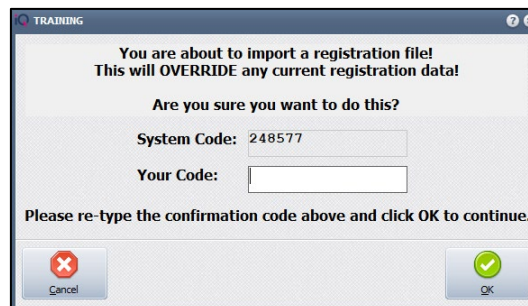 iQ TRAINING
You are about to import a registration file!
This will OVERRIDE any current registration data!
Are you sure you want to do this?
System Code: 248577
Your Code:
Please re-type the confirmation code above and click OK to continue.
Cancel
OK